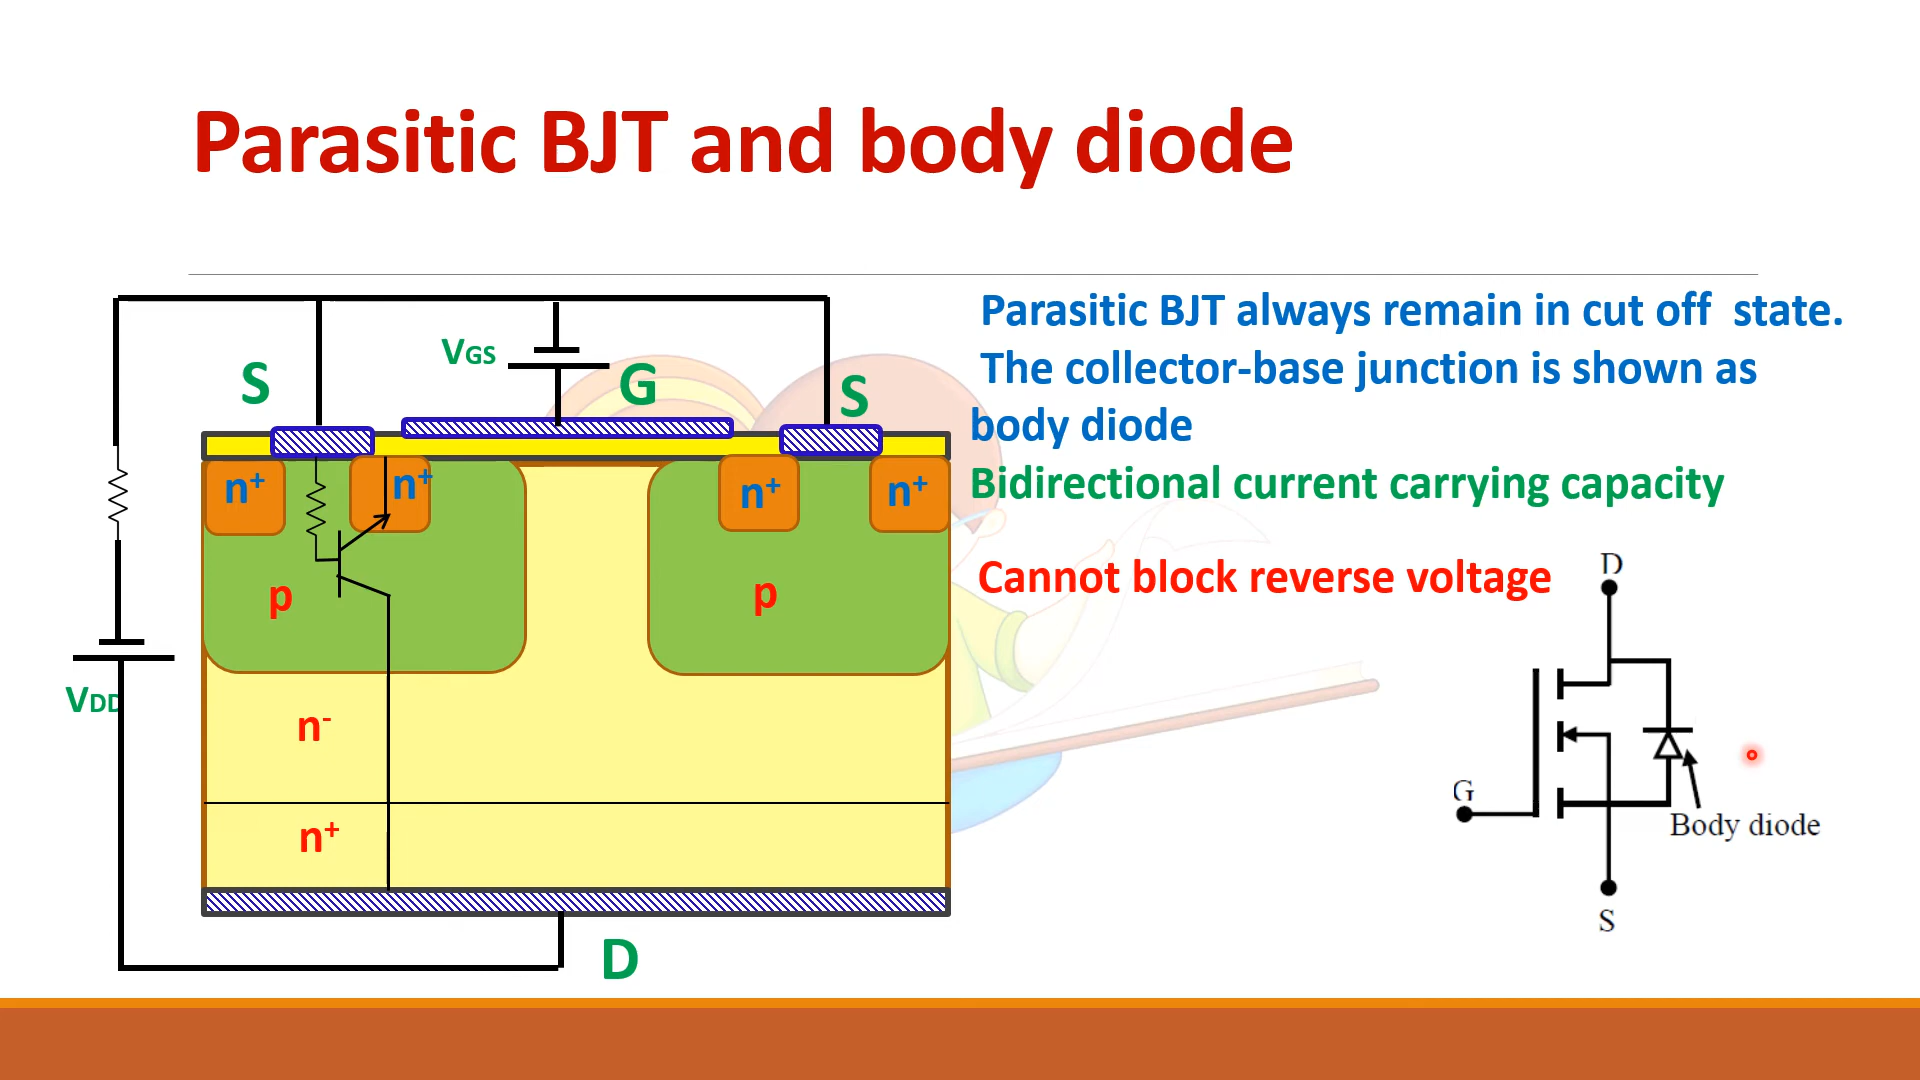 Parasitic BJT and body diode
Parasitic BJT always remain in cut off state.
The collector-base junction is shown as
body diode
Bidirectional current carrying capacity
Cannot block reverse voltage
VGS
S
G
S
n+
n+
n+
n+
p
p
VDD
n-
n+
D
D
G
Body diode
S